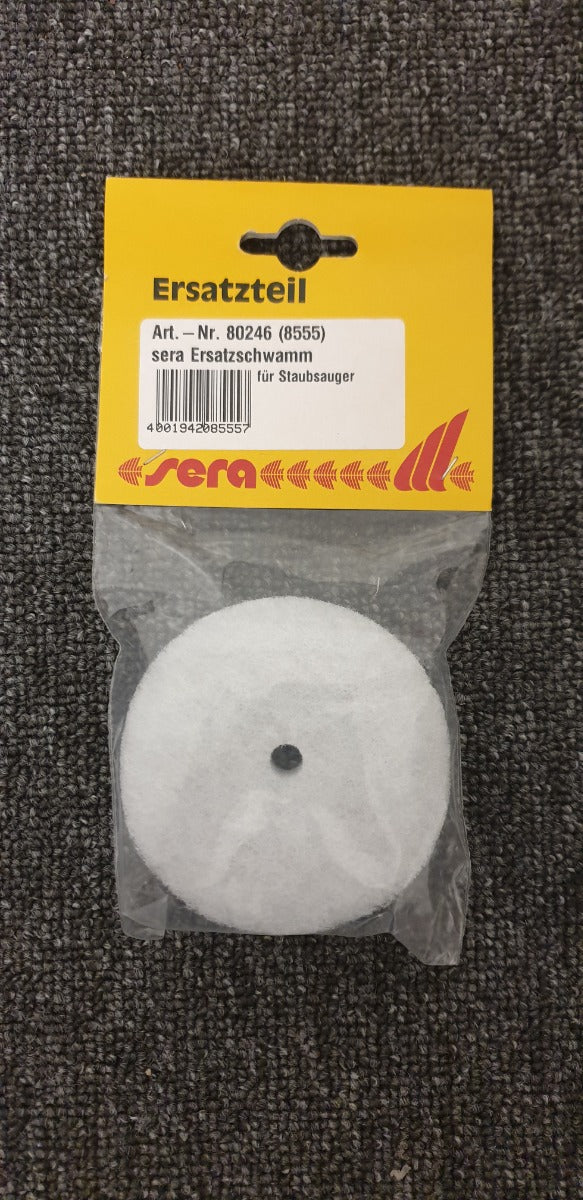 Ersatzteil
Art. – Nr. 80246 (8555)
sera Ersatzschwamm
für Staubsauger
4001942085557
sera